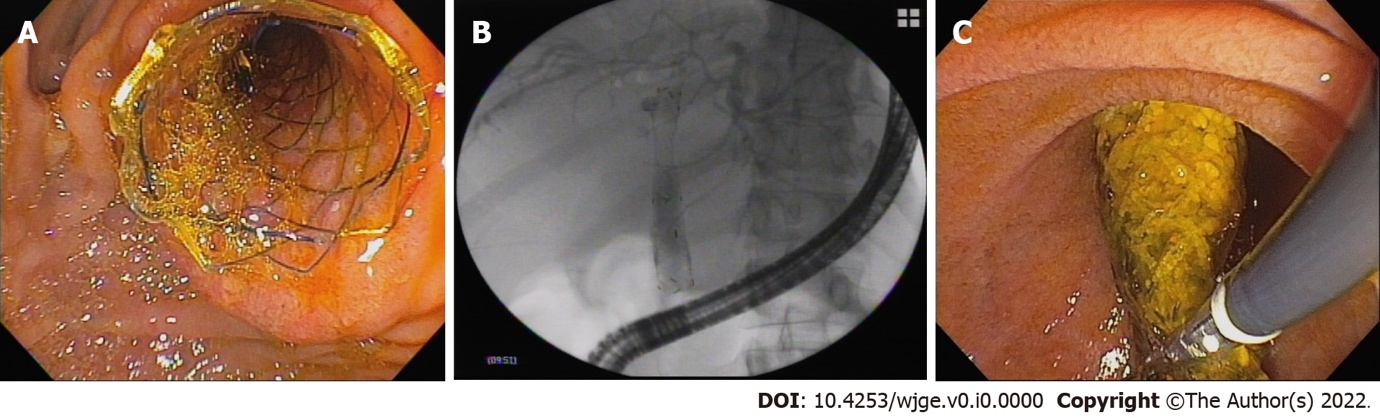 A
B
C
(09:51)
DOI: 10.4253/wjge.v0.i0.0000 Copyright ©The Author(s) 2022.